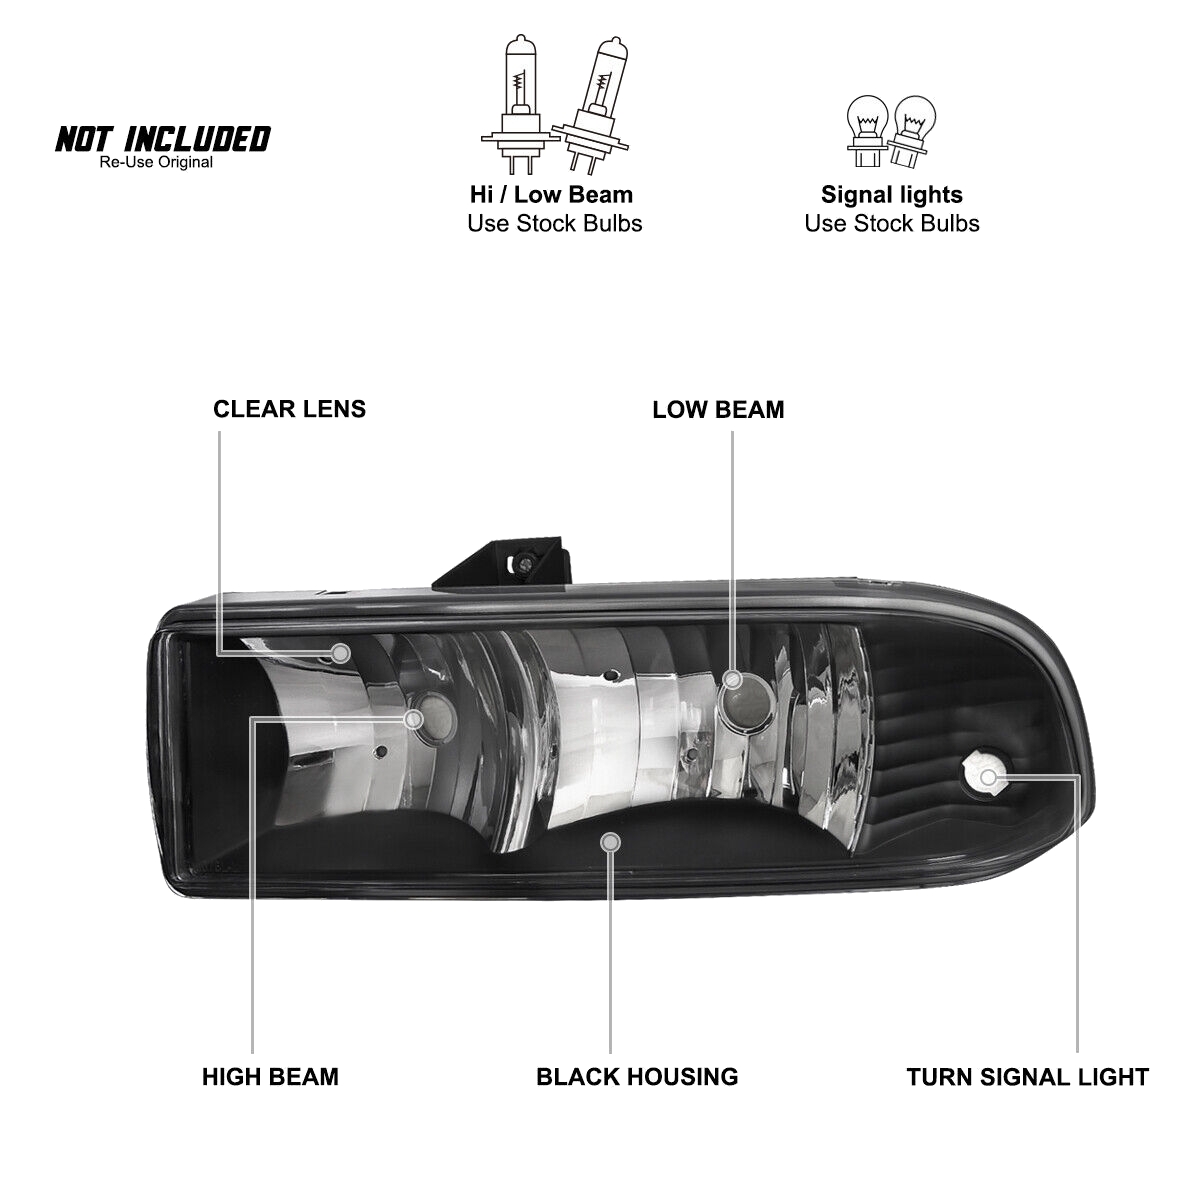 NOT INCLUDED
Re-Use Original
Hi / Low Beam
Use Stock Bulbs
Signal lights
Use Stock Bulbs
CLEAR LENS
LOW BEAM
HIGH BEAM
BLACK HOUSING
TURN SIGNAL LIGHT